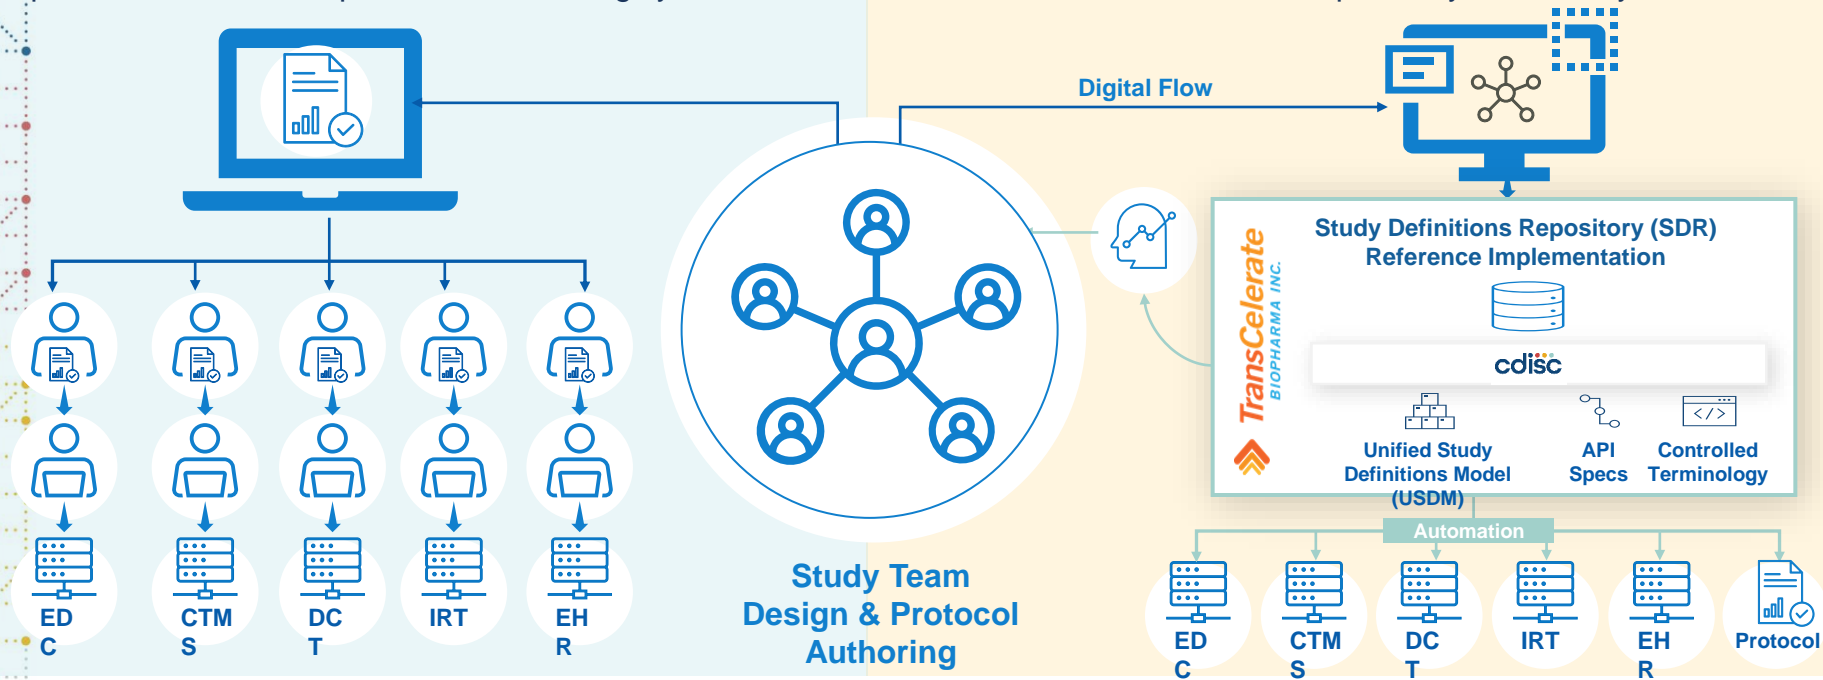 Digital Flow
Study Team
Design & Protocol
Authoring
ED
C
CTM
S
DC
T
IRT
EH
R
TransCelerate
BIOPHARMA INC.
Study Definitions Repository (SDR)
Reference Implementation
cdisc
Unified Study
Definitions Model
(USDM)
API
Specs
Controlled
Terminology
Automation
ED
C
CTM
S
DC
T
IRT
EH
R
Protocol